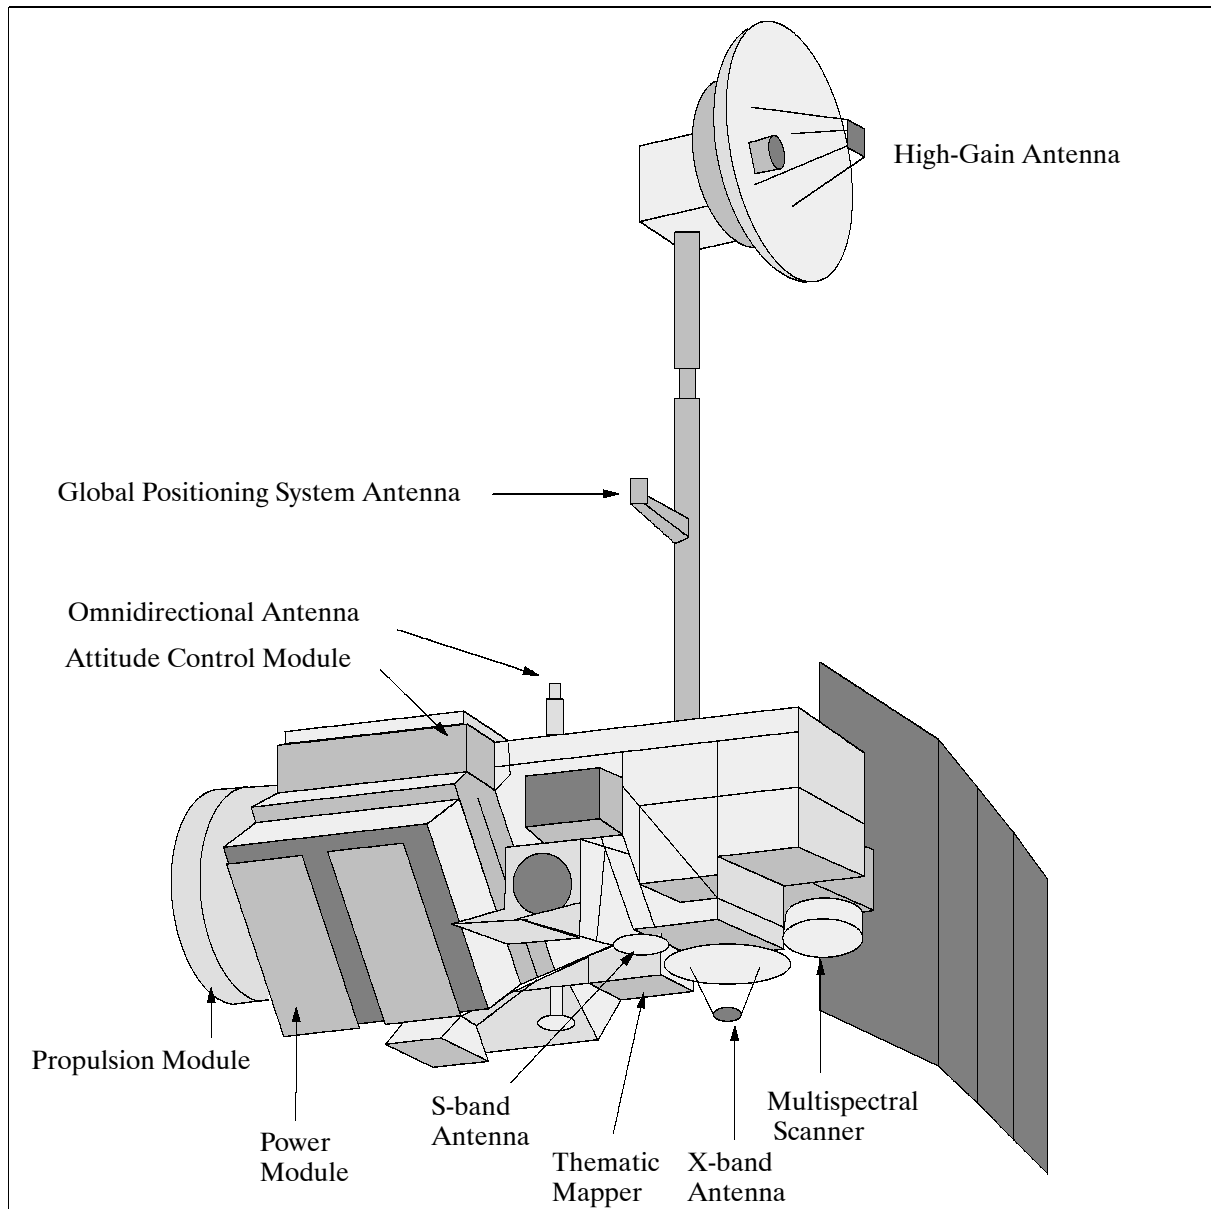 High-Gain Antenna
Global Positioning System Antenna
Omnidirectional Antenna
Attitude Control Module
Propulsion Module
Power
Module
S-band
Antenna
Thematic
Mapper
X-band
Antenna
Multispectral
Scanner